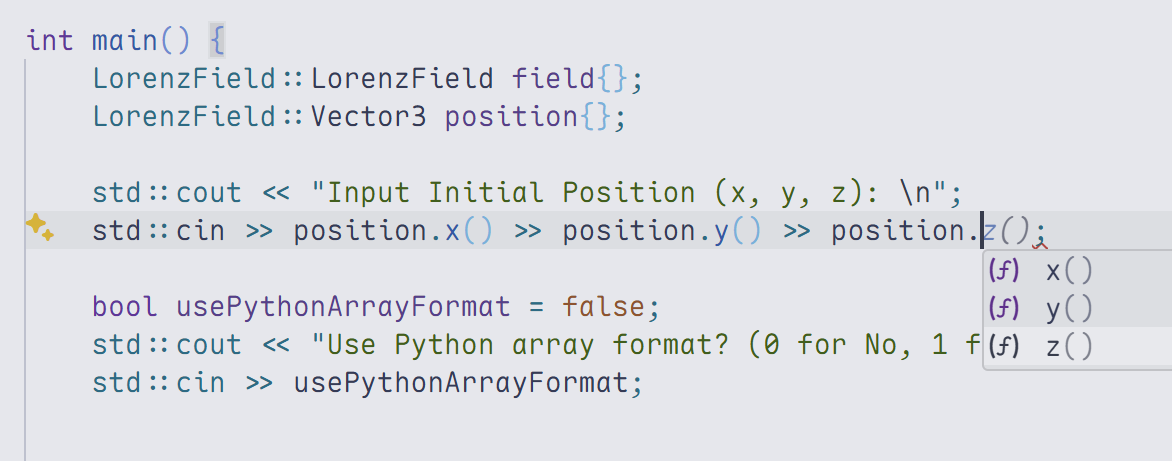 int main() {
LorenzField::LorenzField field{};
LorenzField::Vector3 position{};
std::cout << "Input Initial Position (x, y, z): \n";
std::cin >> position.x() >> position.y() >> position.z();
(f) x()
(f) y()
(f) z()
bool usePythonArrayFormat = false;
std::cout << "Use Python array format? (0 for No, 1 f
std::cin >> usePythonArrayFormat;